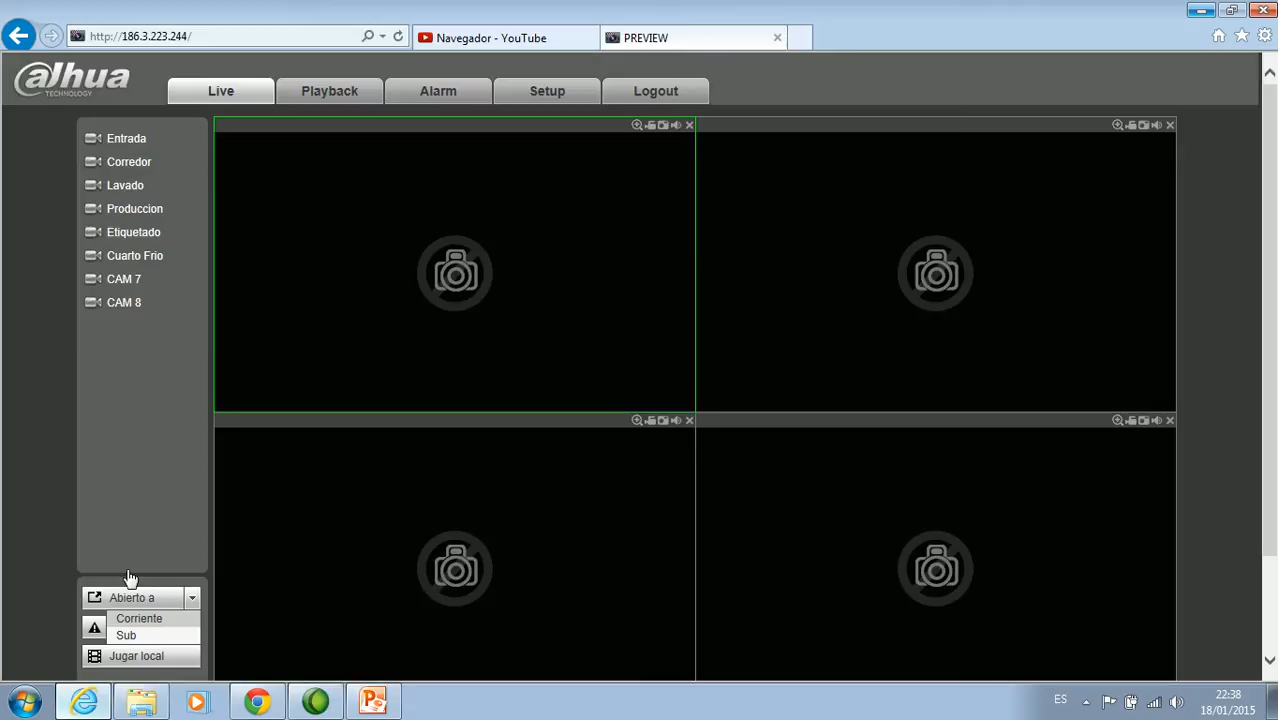 http://186.3.223.244/
Navegador - YouTube
PREVIEW
alhua
TECHNOLOGY
Live
Playback
Alarm
Setup
Logout
Entrada
Corredor
Lavado
Produccion
Etiquetado
Cuarto Frio
CAM 7
CAM 8
Abierto a
Corriente
Sub
Jugar local
ES
22:38
18/01/2015